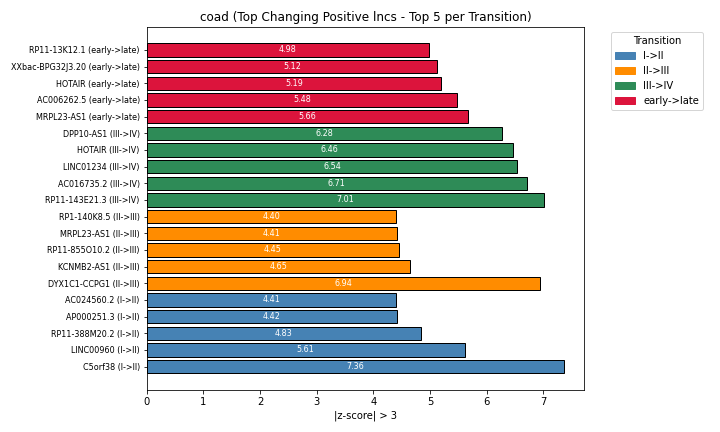 coad (Top Changing Positive lncs - Top 5 per Transition)
RP11-13K12.1 (early->late) 4.98
XXbac-BPG32J3.20 (early->late) 5.12
HOTAIR (early->late) 5.19
AC006262.5 (early->late) 5.48
MRPL23-AS1 (early->late) 5.66
DPP10-AS1 (III->IV) 6.28
HOTAIR (III->IV) 6.46
LINC01234 (III->IV) 6.54
AC016735.2 (III->IV) 6.71
RP11-143E21.3 (III->IV) 7.01
RP1-140K8.5 (II->III) 4.40
MRPL23-AS1 (II->III) 4.41
RP11-855O10.2 (II->III) 4.45
KCNMB2-AS1 (II->III) 4.65
DYX1C1-CCPG1 (II->III) 6.94
AC024560.2 (I->II) 4.41
AP000251.3 (I->II) 4.42
RP11-388M20.2 (I->II) 4.83
LINC00960 (I->II) 5.61
C5orf38 (I->II) 7.36
0 1 2 3 4 5 6 7
|z-score| > 3
Transition
I->II
II->III
III->IV
early->late